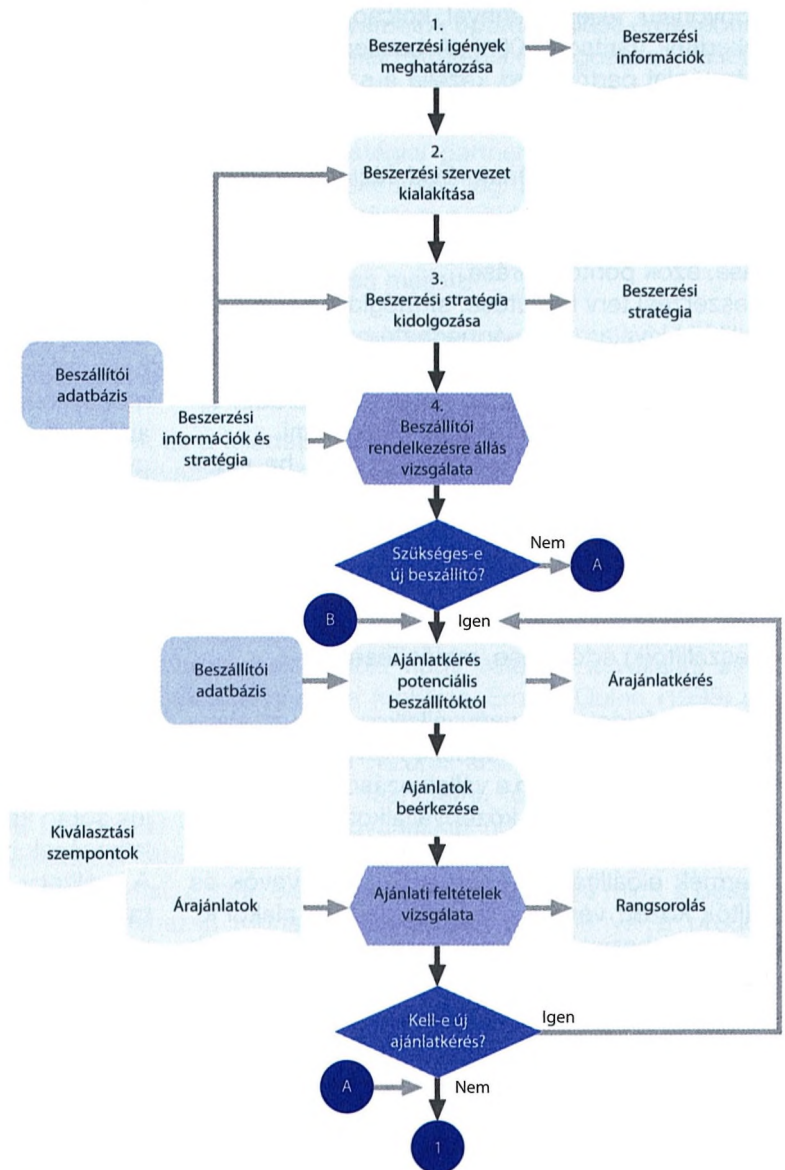 1.
Beszerzési igények
meghatározása
Beszerzési
információk
2.
Beszerzési szervezet
kialakítása
3.
Beszerzési stratégia
kidolgozása
Beszerzési
stratégia
Beszállítói
adatbázis
Beszerzési
információk és
stratégia
4.
Beszállítói
rendelkezésre állás
vizsgálata
Szükséges-e
új beszállító?
Nem
A
B
Igen
Beszállítói
adatbázis
Ajánlatkérés
potenciális
beszállítóktól
Árajánlatkérés
Ajánlatok
beérkezése
Kiválasztási
szempontok
Árajánlatok
Ajánlati feltételek
vizsgálata
Rangsorolás
Kell-e új
ajánlatkérés?
Igen
A
Nem
1